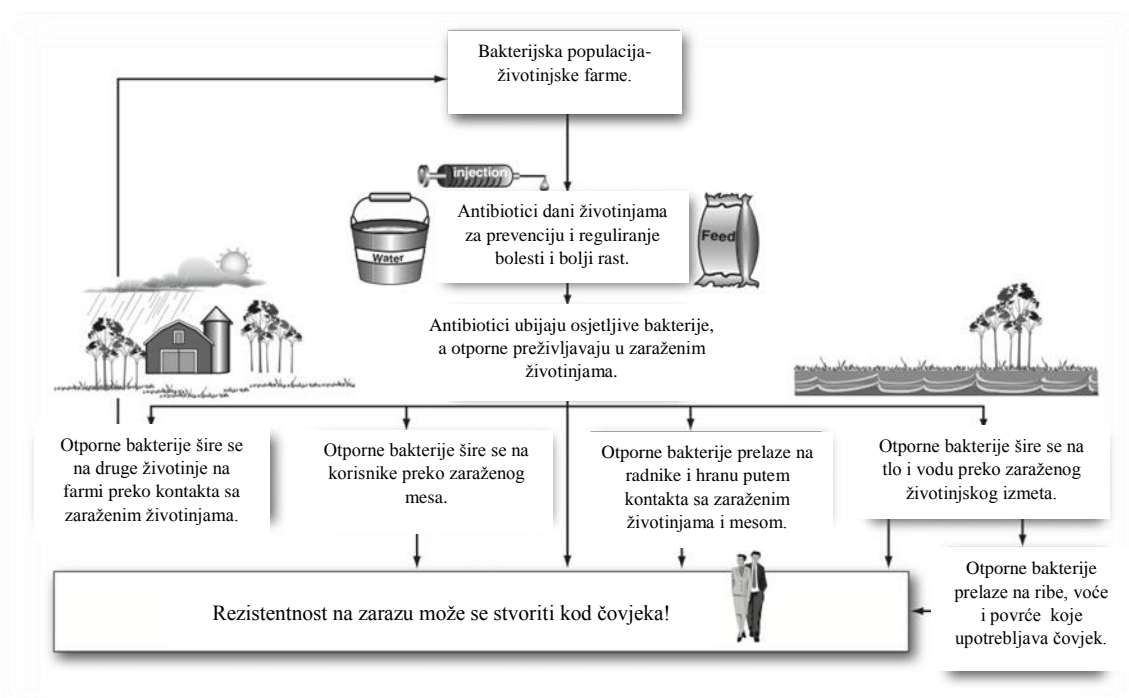 Bakterijska populacija-
životinjske farme.
injection
Water
Antibiotici dani životinjama
za prevenciju i reguliranje
bolesti i bolji rast.
Feed
Antibiotici ubijaju osjetljive bakterije,
a otporne preživljavaju u zaraženim
životinjama.
Otporne bakterije šire se
na druge životinje na
farmi preko kontakta sa
zaraženim životinjama.
Otporne bakterije šire se na
korisnike preko zaraženog
mesa.
Otporne bakterije prelaze na
radnike i hranu putem
kontakta sa zaraženim
životinjama i mesom.
Otporne bakterije šire se na
tlo i vodu preko zaraženog
životinjskog izmeta.
Otporne bakterije
prelaze na ribe, voće
i povrće koje
upotrebljava čovjek.
Rezistentnost na zarazu može se stvoriti kod čovjeka!